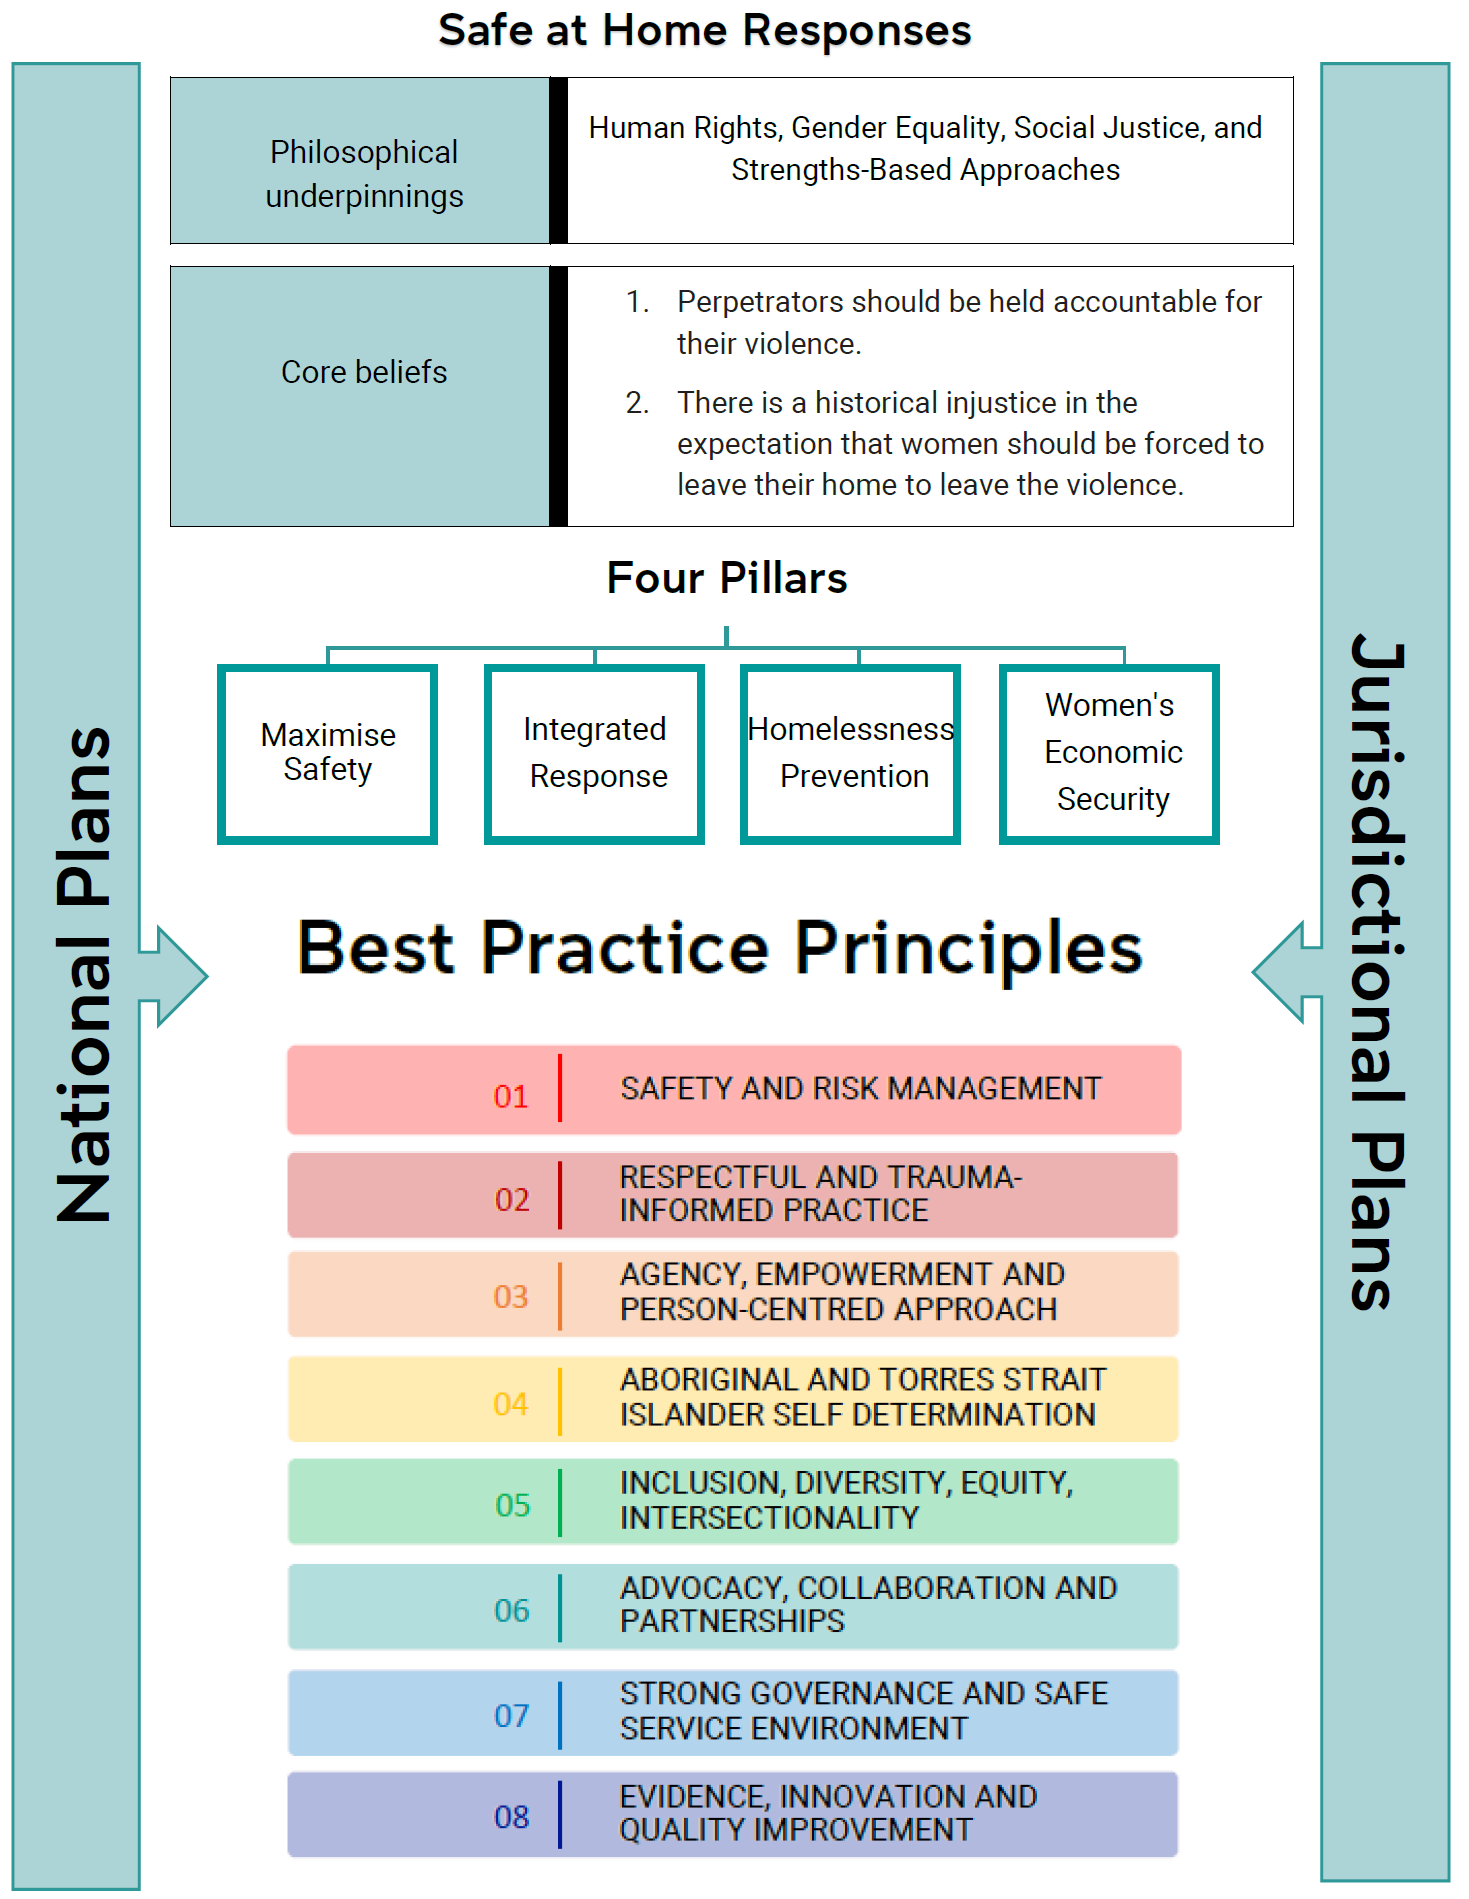 Safe at Home Responses
Philosophical
underpinnings
Human Rights, Gender Equality, Social Justice, and
Strengths-Based Approaches
Core beliefs
1. Perpetrators should be held accountable for
their violence.
2. There is a historical injustice in the
expectation that women should be forced to
leave their home to leave the violence.
Four Pillars
Maximise
Safety
Integrated
Response
Homelessness
Prevention
Women's
Economic
Security
National Plans
Jurisdictional Plans
Best Practice Principles
01 SAFETY AND RISK MANAGEMENT
02 RESPECTFUL AND TRAUMA-
INFORMED PRACTICE
03 AGENCY, EMPOWERMENT AND
PERSON-CENTRED APPROACH
04 ABORIGINAL AND TORRES STRAIT
ISLANDER SELF DETERMINATION
05 INCLUSION, DIVERSITY, EQUITY,
INTERSECTIONALITY
06 ADVOCACY, COLLABORATION AND
PARTNERSHIPS
07 STRONG GOVERNANCE AND SAFE
SERVICE ENVIRONMENT
08 EVIDENCE, INNOVATION AND
QUALITY IMPROVEMENT